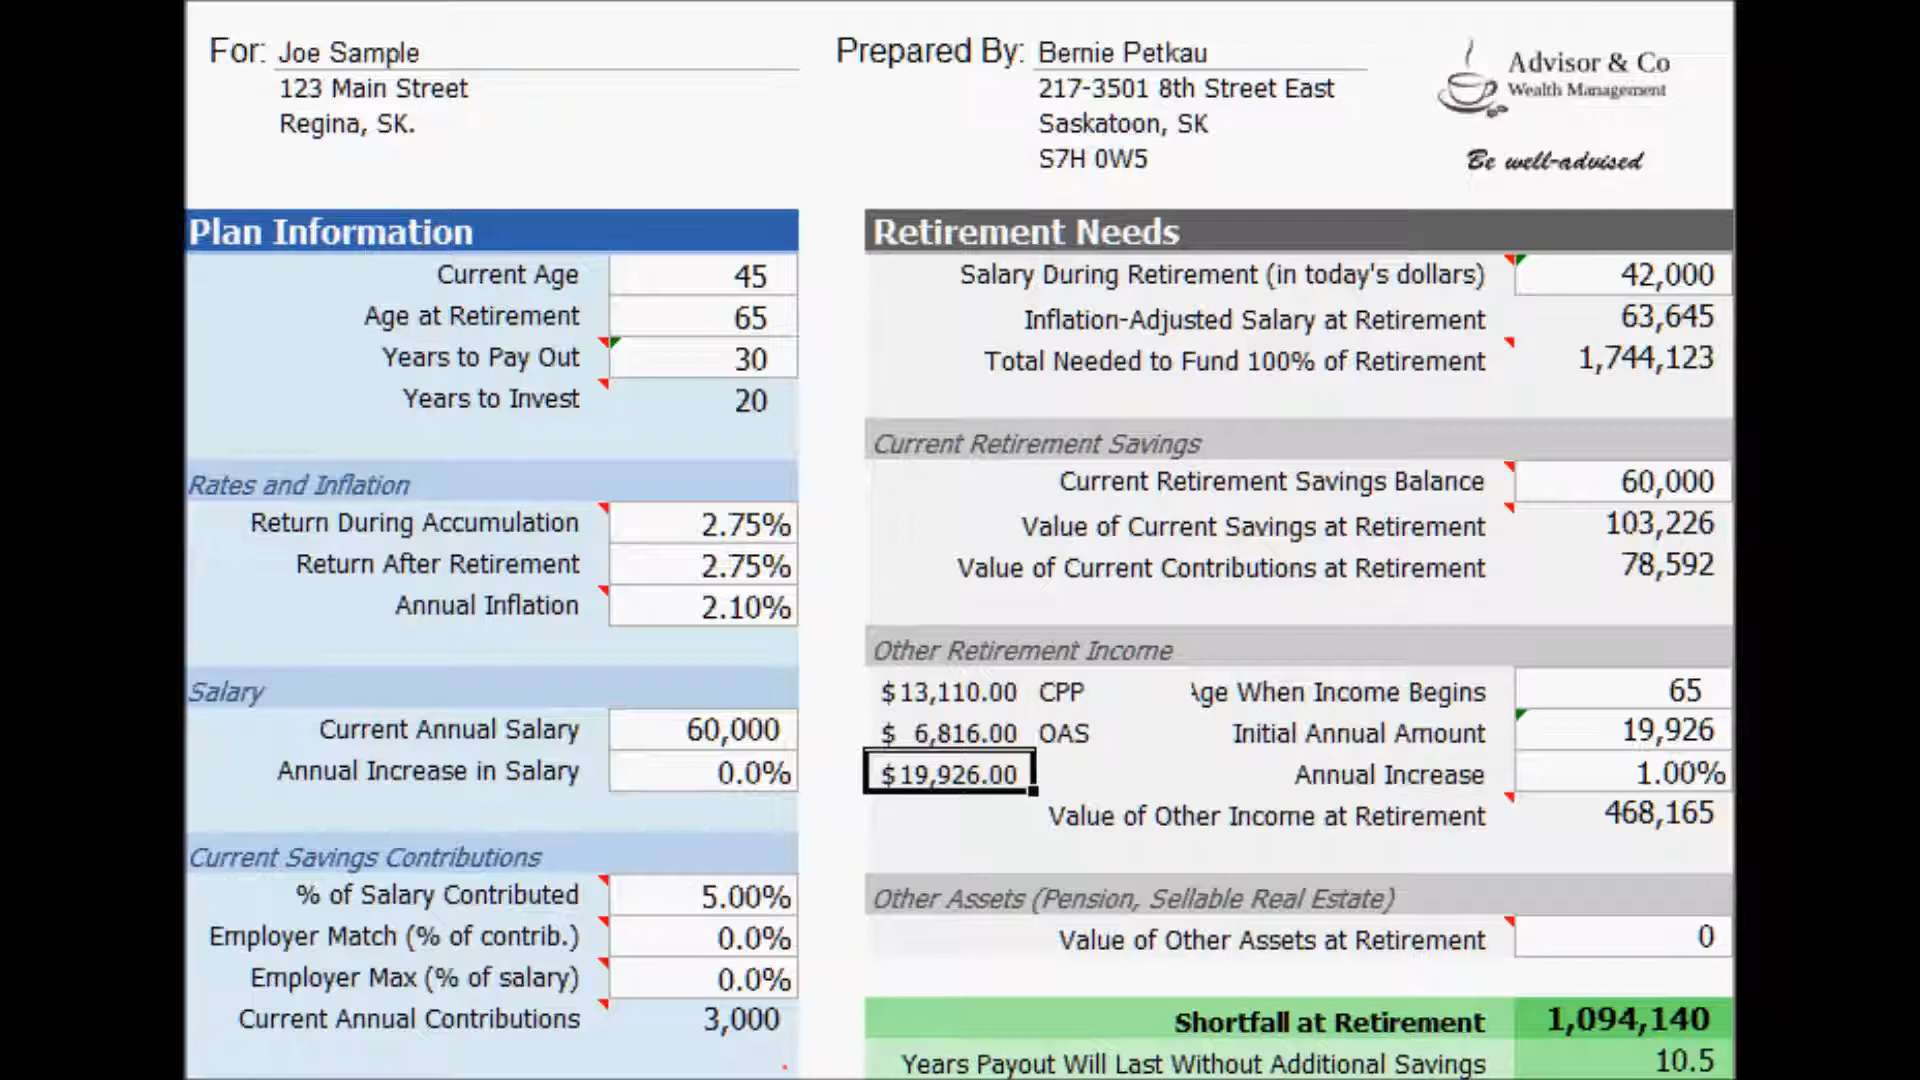 For: Joe Sample
123 Main Street
Regina, SK.
Prepared By: Bernie Petkau
217-3501 8th Street East
Saskatoon, SK
S7H 0W5
Advisor & Co
Wealth Management
Be well-advised
Plan Information
Current Age 45
Age at Retirement 65
Years to Pay Out 30
Years to Invest 20
Rates and Inflation
Return During Accumulation 2.75%
Return After Retirement 2.75%
Annual Inflation 2.10%
Salary
Current Annual Salary 60,000
Annual Increase in Salary 0.0%
Current Savings Contributions
% of Salary Contributed 5.00%
Employer Match (% of contrib.) 0.0%
Employer Max (% of salary) 0.0%
Current Annual Contributions 3,000
Retirement Needs
Salary During Retirement (in today's dollars) 42,000
Inflation-Adjusted Salary at Retirement 63,645
Total Needed to Fund 100% of Retirement 1,744,123
Current Retirement Savings
Current Retirement Savings Balance 60,000
Value of Current Savings at Retirement 103,226
Value of Current Contributions at Retirement 78,592
Other Retirement Income
$13,110.00 CPP ge When Income Begins 65
$ 6,816.00 OAS Initial Annual Amount 19,926
$19,926.00 Annual Increase 1.00%
Value of Other Income at Retirement 468,165
Other Assets (Pension, Sellable Real Estate)
Value of Other Assets at Retirement 0
Shortfall at Retirement 1,094,140
Years Payout Will Last Without Additional Savings 10.5